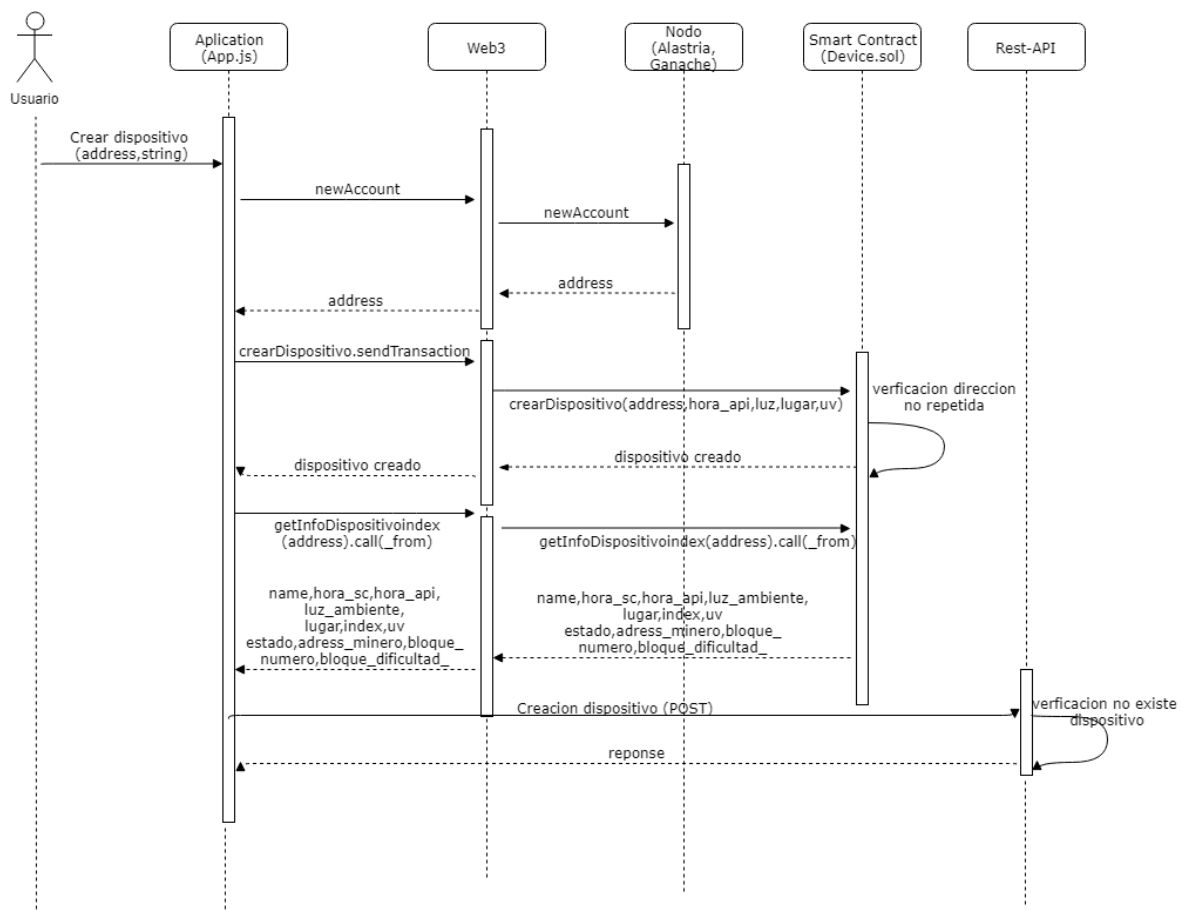 Usuario
Aplication
(App.js)
Web3
Nodo
(Alastria,
Ganache)
Smart Contract
(Device.sol)
Rest-API
Crear dispositivo
(address,string)
newAccount
newAccount
address
address
crearDispositivo.sendTransaction
crearDispositivo(address,hora_api,luz,lugar,uv)
verficacion direccion
no repetida
dispositivo creado
dispositivo creado
getInfoDispositivoindex
(address).call(_from)
getInfoDispositivoindex(address).call(_from)
name,hora_sc,hora_api,
luz_ambiente,
lugar,index,uv
estado,adress_minero,bloque_
numero,bloque_dificultad_
name,hora_sc,hora_api,luz_ambiente,
lugar,index,uv
estado,adress_minero,bloque_
numero,bloque_dificultad_
Creacion dispositivo (POST)
verficacion no existe
dispositivo
reponse